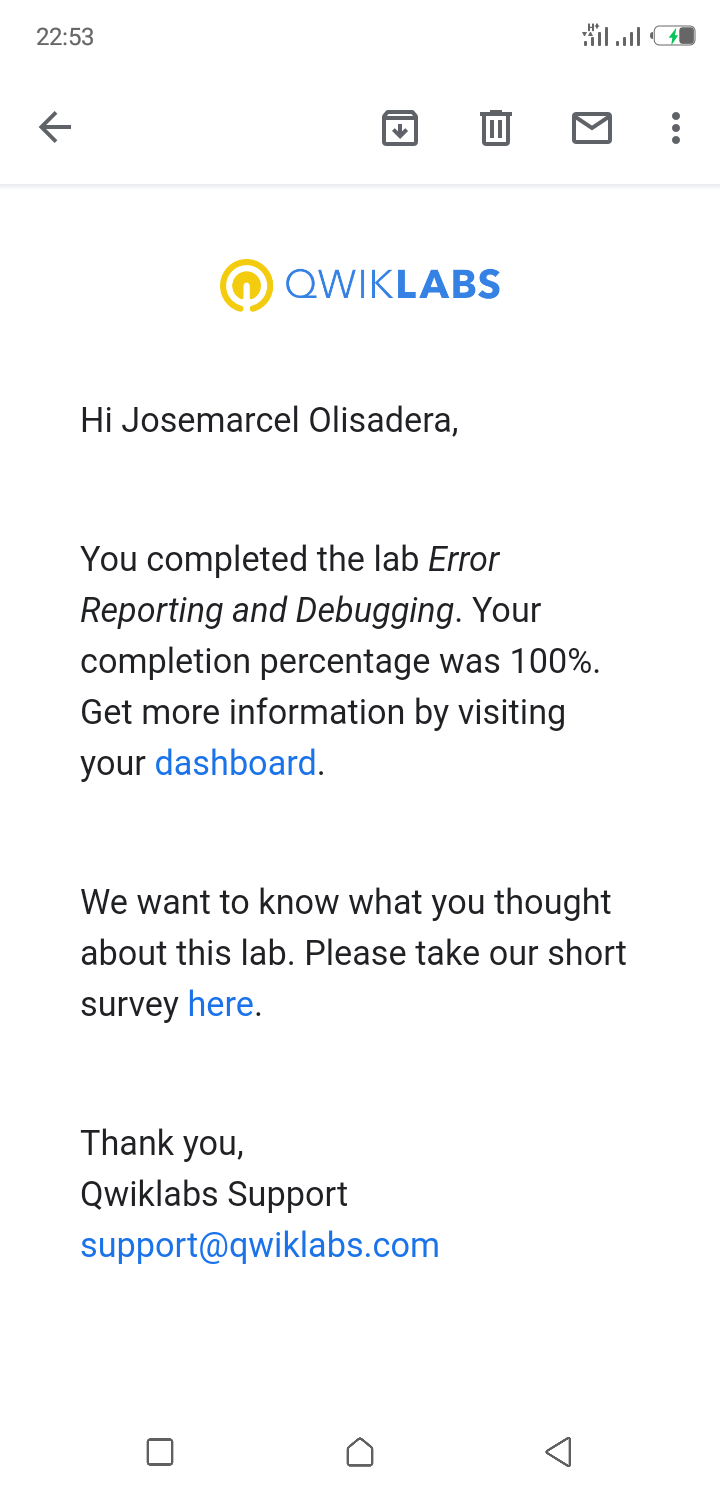 22:53
H+
QWIKLABS
Hi Josemarcel Olisadera,
You completed the lab Error
Reporting and Debugging. Your
completion percentage was 100%.
Get more information by visiting
your dashboard.
We want to know what you thought
about this lab. Please take our short
survey here.
Thank you,
Qwiklabs Support
support@qwiklabs.com